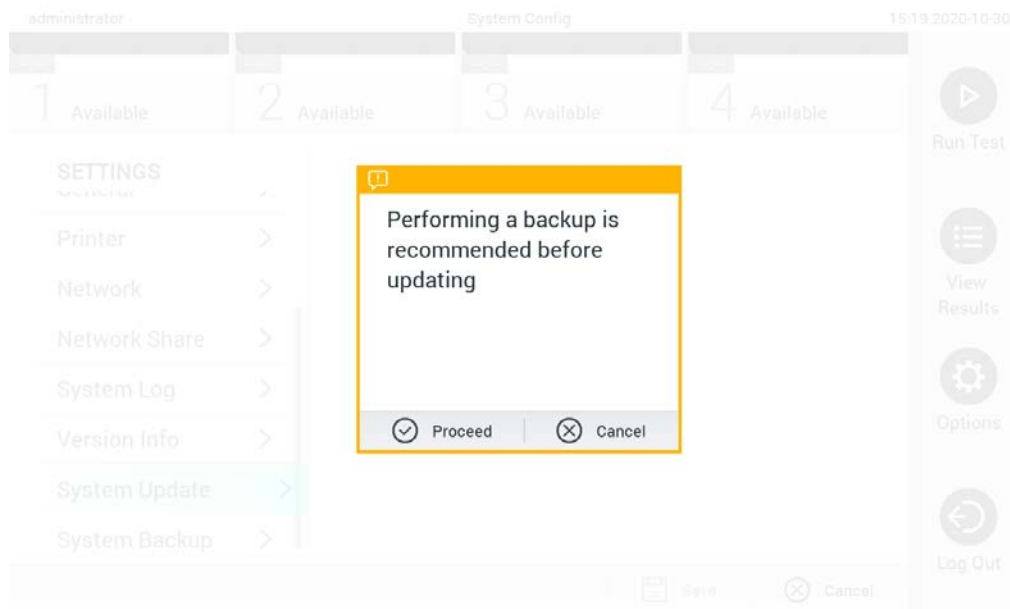 administrator
System Config
15:19 2020-10-30
1 Available
2 Available
3 Available
4 Available
Run Test
SETTINGS
General
Printer
Network
Network Share
System Log
Version Info
System Update
System Backup
Performing a backup is
recommended before
updating
Proceed
Cancel
View
Results
Options
Log Out
Save
Cancel